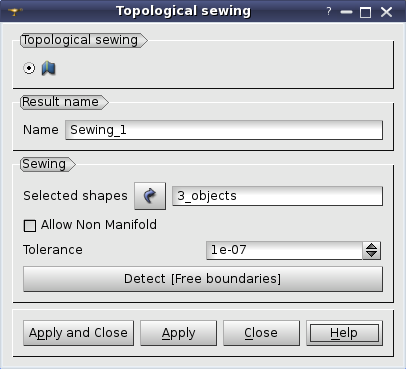 Topological sewing
Topological sewing
Result name
Name Sewing_1
Sewing
Selected shapes 3_objects
Allow Non Manifold
Tolerance 1e-07
Detect [Free boundaries]
Apply and Close Apply Close Help